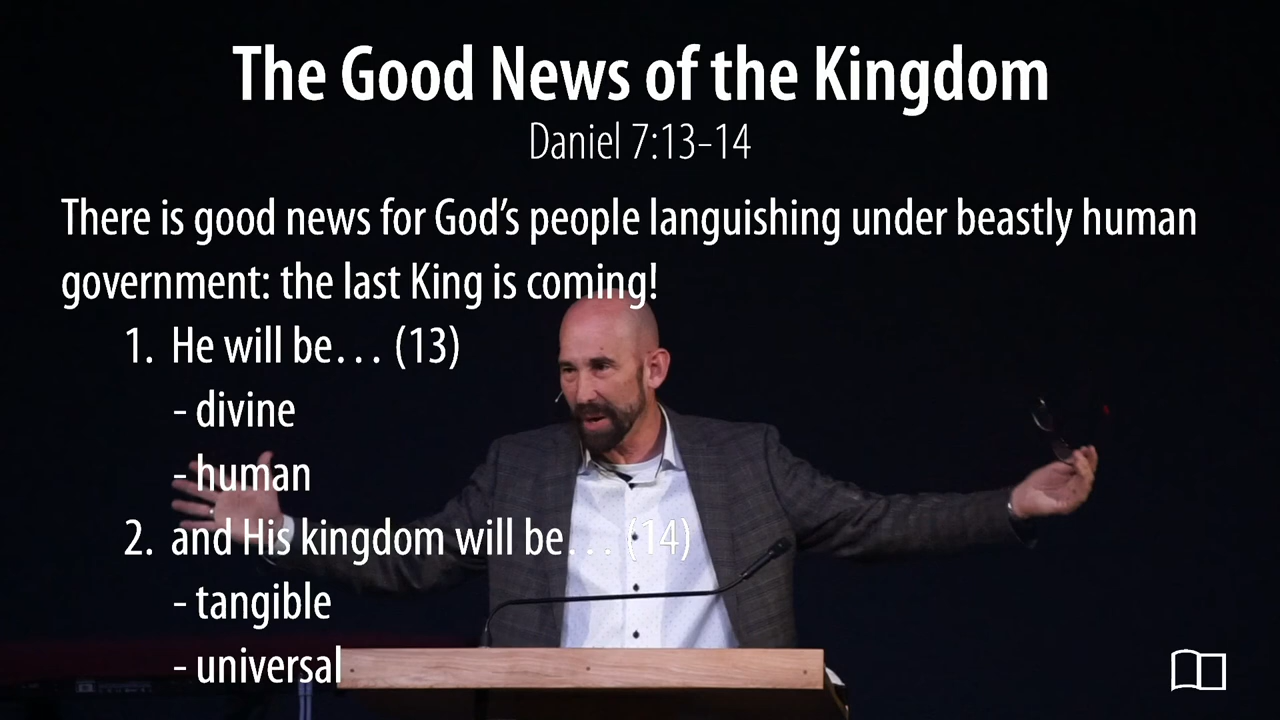 The Good News of the Kingdom
Daniel 7:13–14
There is good news for God’s people languishing under beastly human
government: the last King is coming!
1. He will be… (13)
- divine
- human
2. and His kingdom will be… (14)
- tangible
- universal